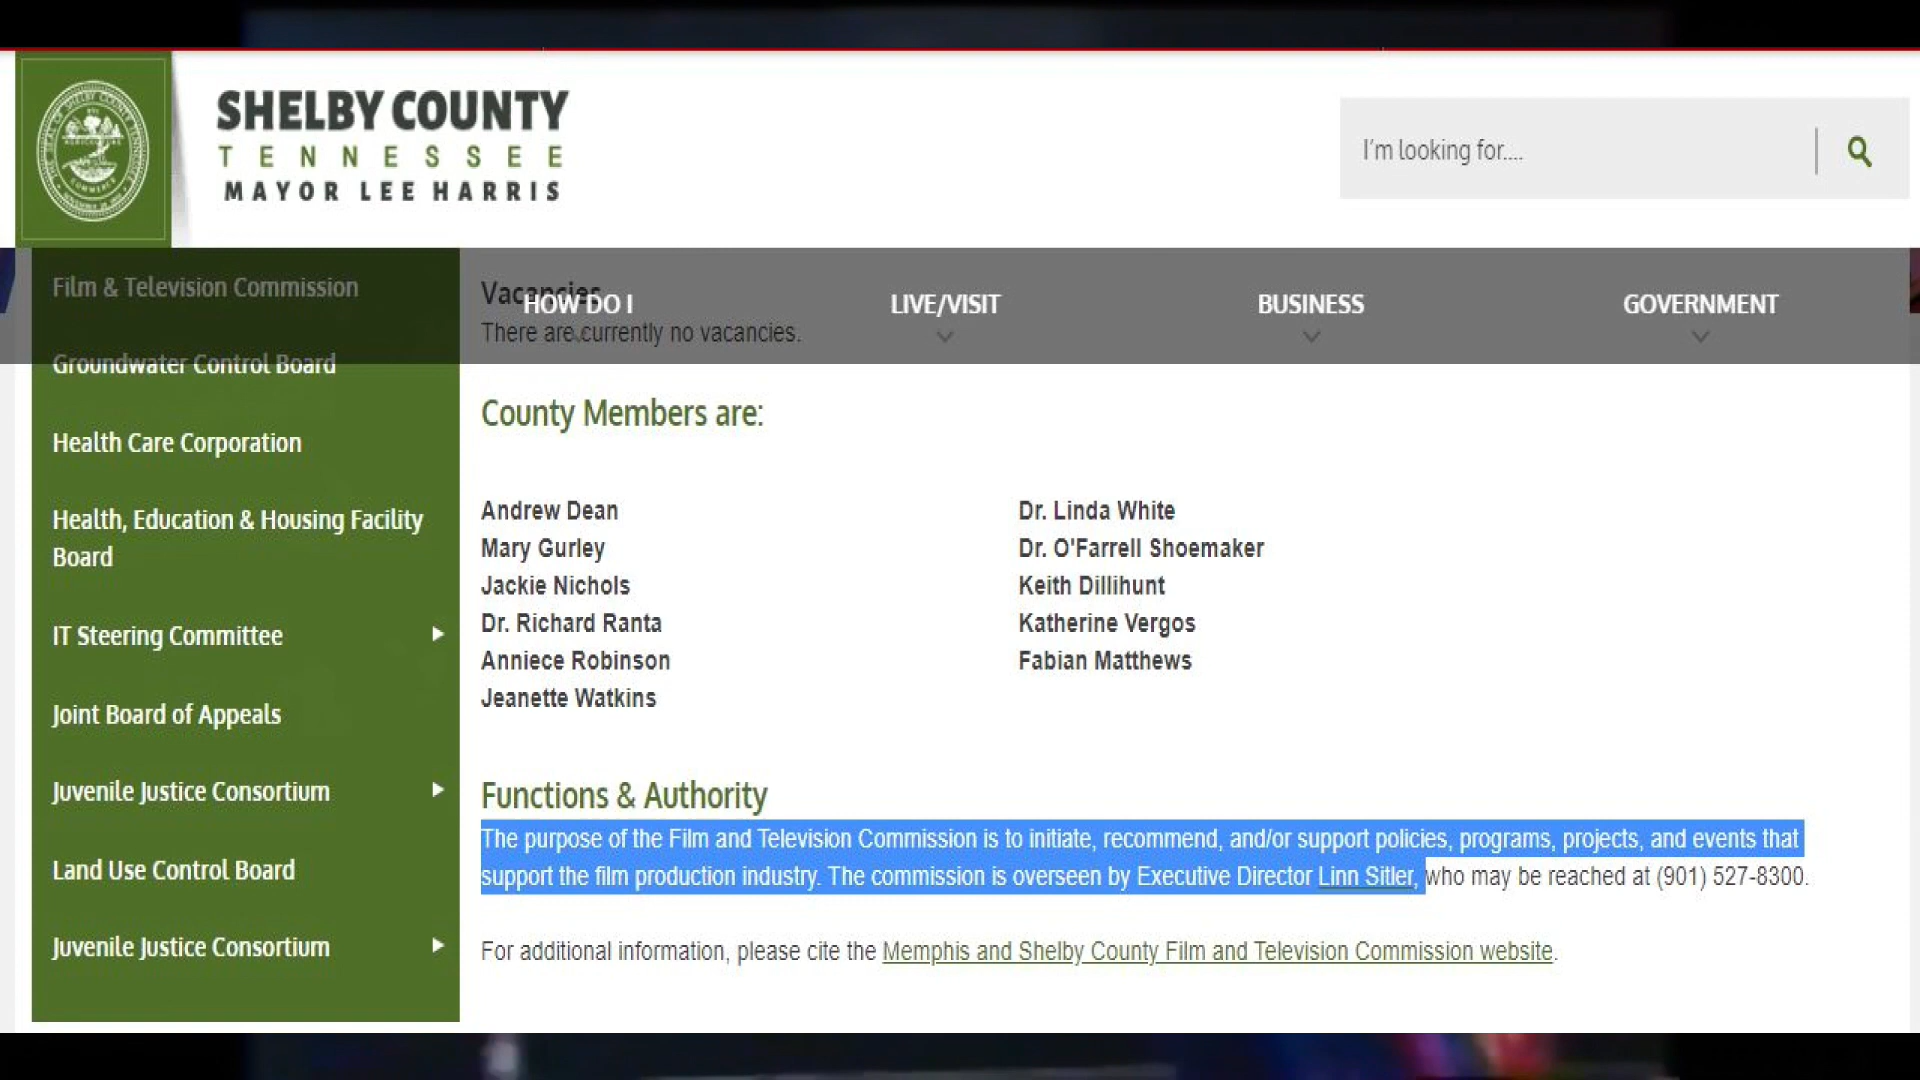 SHELBY COUNTY
TENNESSEE
MAYOR LEE HARRIS
I'm looking for....
HOW DO I
LIVE/VISIT
BUSINESS
GOVERNMENT
Film & Television Commission
Groundwater Control Board
Health Care Corporation
Health, Education & Housing Facility
Board
IT Steering Committee
Joint Board of Appeals
Juvenile Justice Consortium
Land Use Control Board
Juvenile Justice Consortium
Vacancies
There are currently no vacancies.
County Members are:
Andrew Dean
Mary Gurley
Jackie Nichols
Dr. Richard Ranta
Anniece Robinson
Jeanette Watkins
Dr. Linda White
Dr. O'Farrell Shoemaker
Keith Dillihunt
Katherine Vergos
Fabian Matthews
Functions & Authority
The purpose of the Film and Television Commission is to initiate, recommend, and/or support policies, programs, projects, and events that
support the film production industry. The commission is overseen by Executive Director Linn Sitler, who may be reached at (901) 527-8300.
For additional information, please cite the Memphis and Shelby County Film and Television Commission website.